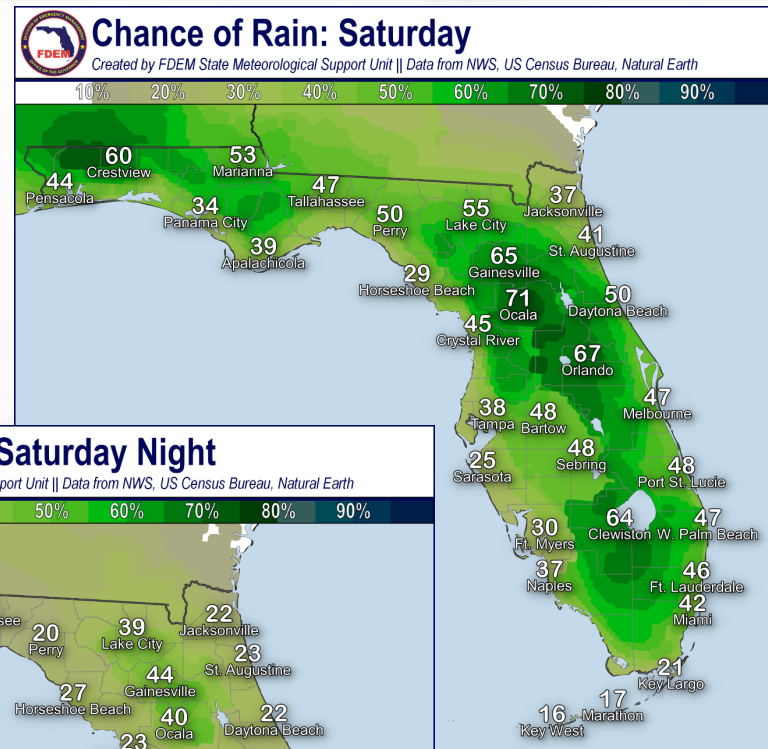 FDEM
Chance of Rain: Saturday
Created by FDEM State Meteorological Support Unit || Data from NWS, US Census Bureau, Natural Earth
10% 20% 30% 40% 50% 60% 70% 80% 90%
60
Crestview
53
Marianna
44
Pensacola
47
Tallahassee
37
Jacksonville
34
Panama City
50
Perry
55
Lake City
41
St. Augustine
39
Apalachicola
65
Gainesville
29
Horseshoe Beach
71
Ocala
50
Daytona Beach
45
Crystal River
67
Orlando
47
Melbourne
38
Tampa
48
Bartow
25
Sarasota
48
Sebring
48
Port St. Lucie
64
Clewiston
47
W. Palm Beach
30
Ft. Myers
37
Naples
46
Ft. Lauderdale
42
Miami
21
Key Largo
17
Marathon
16
Key West
Saturday Night
port Unit || Data from NWS, US Census Bureau, Natural Earth
50% 60% 70% 80% 90%
see
20
Perry
39
Lake City
22
Jacksonville
23
St. Augustine
44
Gainesville
27
Horseshoe Beach
40
Ocala
22
Daytona Beach
23